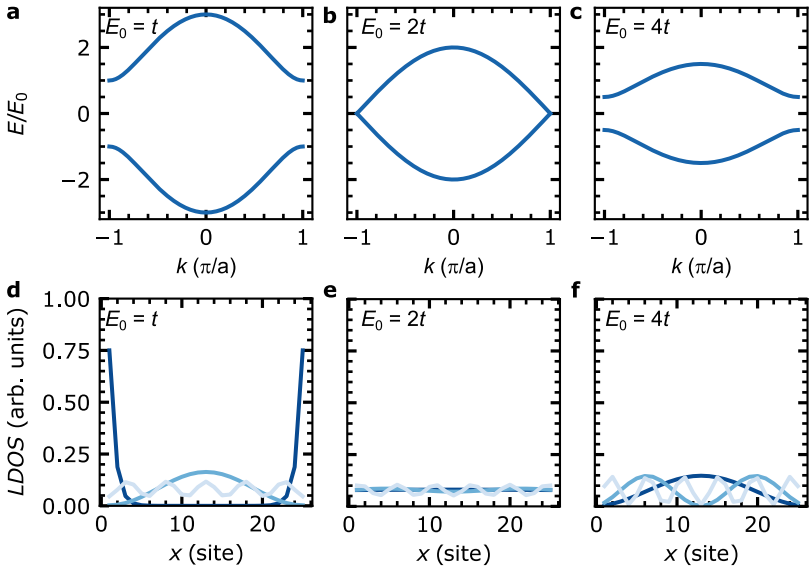 a
b
c
E₀ = t
E₀ = 2t
E₀ = 4t
E/E₀
2
0
−2
−1
0
1
−1
0
1
−1
0
1
k (π/a)
k (π/a)
k (π/a)
d
e
f
E₀ = t
E₀ = 2t
E₀ = 4t
LDOS (arb. units)
1.00
0.75
0.50
0.25
0.00
0
10
20
0
10
20
0
10
20
x (site)
x (site)
x (site)